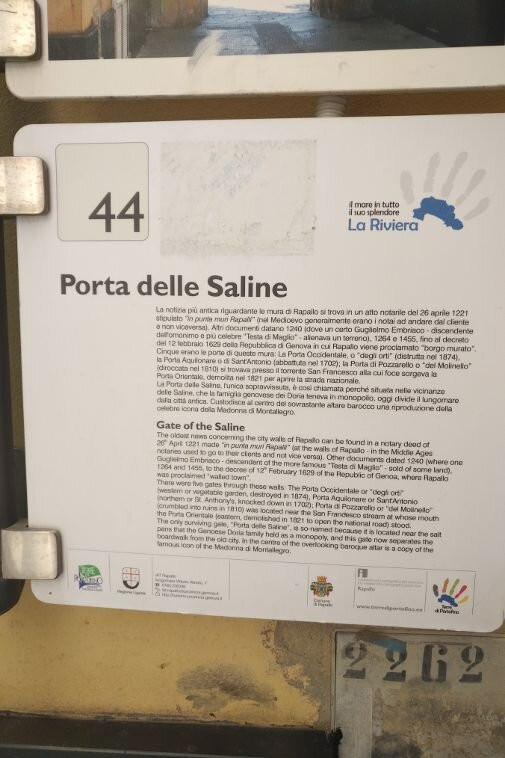 44
il mare in tutto
il suo splendore
La Riviera
Porta delle Saline
La notizia più antica riguardante le mura di Rapallo si trova in un atto notarile del 26 aprile 1221
stipulato "in punta muri Rapalli" (nel Medioevo generalmente erano i notai ad andare dal cliente
e non viceversa). Altri documenti datano 1240 (dove un certo Guglielmo Embriaco - discendente
dell'omonimo e più celebre "Testa di Maglio" - alienava un terreno), 1264 e 1455, fino al decreto
del 12 febbraio 1629 della Repubblica di Genova in cui Rapallo viene proclamato "borgo murato".
Cinque erano le porte di queste mura: La Porta Occidentale, o "degli orti" (distrutta nel 1874),
la Porta Aquilonare o di Sant'Antonio (abbattuta nel 1702); la Porta di Pozzarello o "del Molinello"
(diroccata nel 1810) si trovava presso il torrente San Francesco alla cui foce sorgeva la
Porta Orientale, demolita nel 1821 per aprire la strada nazionale.
La Porta delle Saline, l'unica sopravvissuta, è così chiamata perché situata nelle vicinanze
delle Saline, che la famiglia genovese dei Doria teneva in monopolio, oggi divide il lungomare
dalla città antica. Custodisce al centro del sovrastante altare barocco una riproduzione della
celebre icona della Madonna di Montallegro.
Gate of the Saline
The oldest news concerning the city walls of Rapallo can be found in a notary deed of
26th April 1221 made "in punta muri Rapalli" (at the walls of Rapallo - in the Middle Ages
notaries used to go to their clients and not vice versa). Other documents dated 1240 (where one
Guglielmo Embriaco - descendent of the more famous "Testa di Maglio" - sold of some land),
1264 and 1455, to the decree of 12th February 1629 of the Republic of Genoa, where Rapallo
was proclaimed "walled town".
There were five gates through these walls: The Porta Occidentale or "degli orti"
(western or vegetable garden, destroyed in 1874), Porta Aquilonare or Sant'Antonio
(northern or St. Anthony's, knocked down in 1702); Porta di Pozzarello or "del Molinello"
(crumbled into ruins in 1810) was located near the San Francesco stream at whose mouth
the Porta Orientale (eastern, demolished in 1821 to open the national road) stood.
The only surviving gate, "Porta delle Saline", is so-named because it is located near the salt
pans that the Genoese Doria family held as a monopoly, and this gate now separates the
boardwalk from the old city. In the centre of the overlooking baroque altar is a copy of the
famous icon of the Madonna di Montallegro.
Regione Liguria
IAT Rapallo
Comune
di Rapallo
Rapallo
www.terrediportofino.eu
Terre
di Portofino
2262